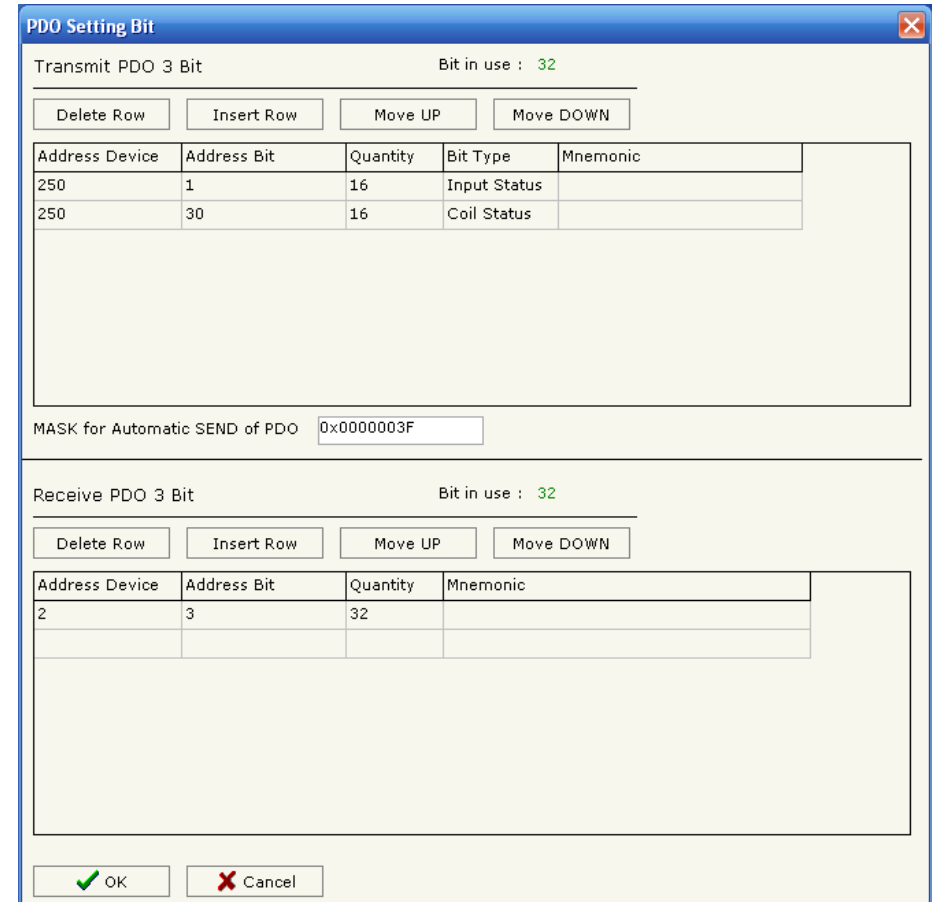 PDO Setting Bit
Transmit PDO 3 Bit Bit in use : 32
Delete Row Insert Row Move UP Move DOWN
Address Device Address Bit Quantity Bit Type Mnemonic
250 1 16 Input Status
250 30 16 Coil Status
MASK for Automatic SEND of PDO 0x0000003F
Receive PDO 3 Bit Bit in use : 32
Delete Row Insert Row Move UP Move DOWN
Address Device Address Bit Quantity Mnemonic
2 3 32
OK Cancel